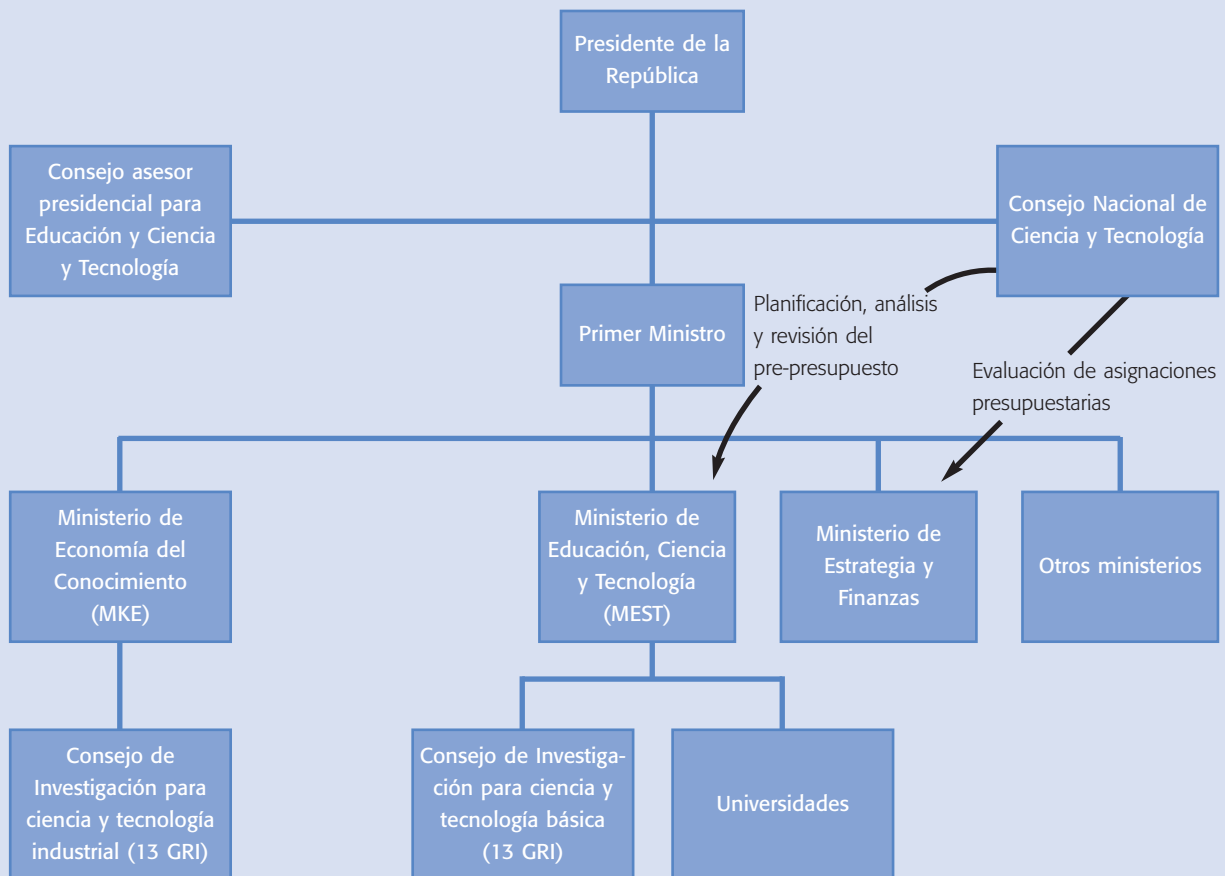 Presidente de la
República
Consejo asesor
presidencial para
Educación y Ciencia
y Tecnología
Consejo Nacional de
Ciencia y Tecnología
Primer Ministro
Planificación, análisis
y revisión del
pre-presupuesto
Evaluación de asignaciones
presupuestarias
Ministerio de
Economía del
Conocimiento
(MKE)
Ministerio de
Educación, Ciencia
y Tecnología
(MEST)
Ministerio de
Estrategia y
Finanzas
Otros ministerios
Consejo de
Investigación para
ciencia y tecnología
industrial (13 GRI)
Consejo de Investiga-
ción para ciencia y
tecnología básica
(13 GRI)
Universidades